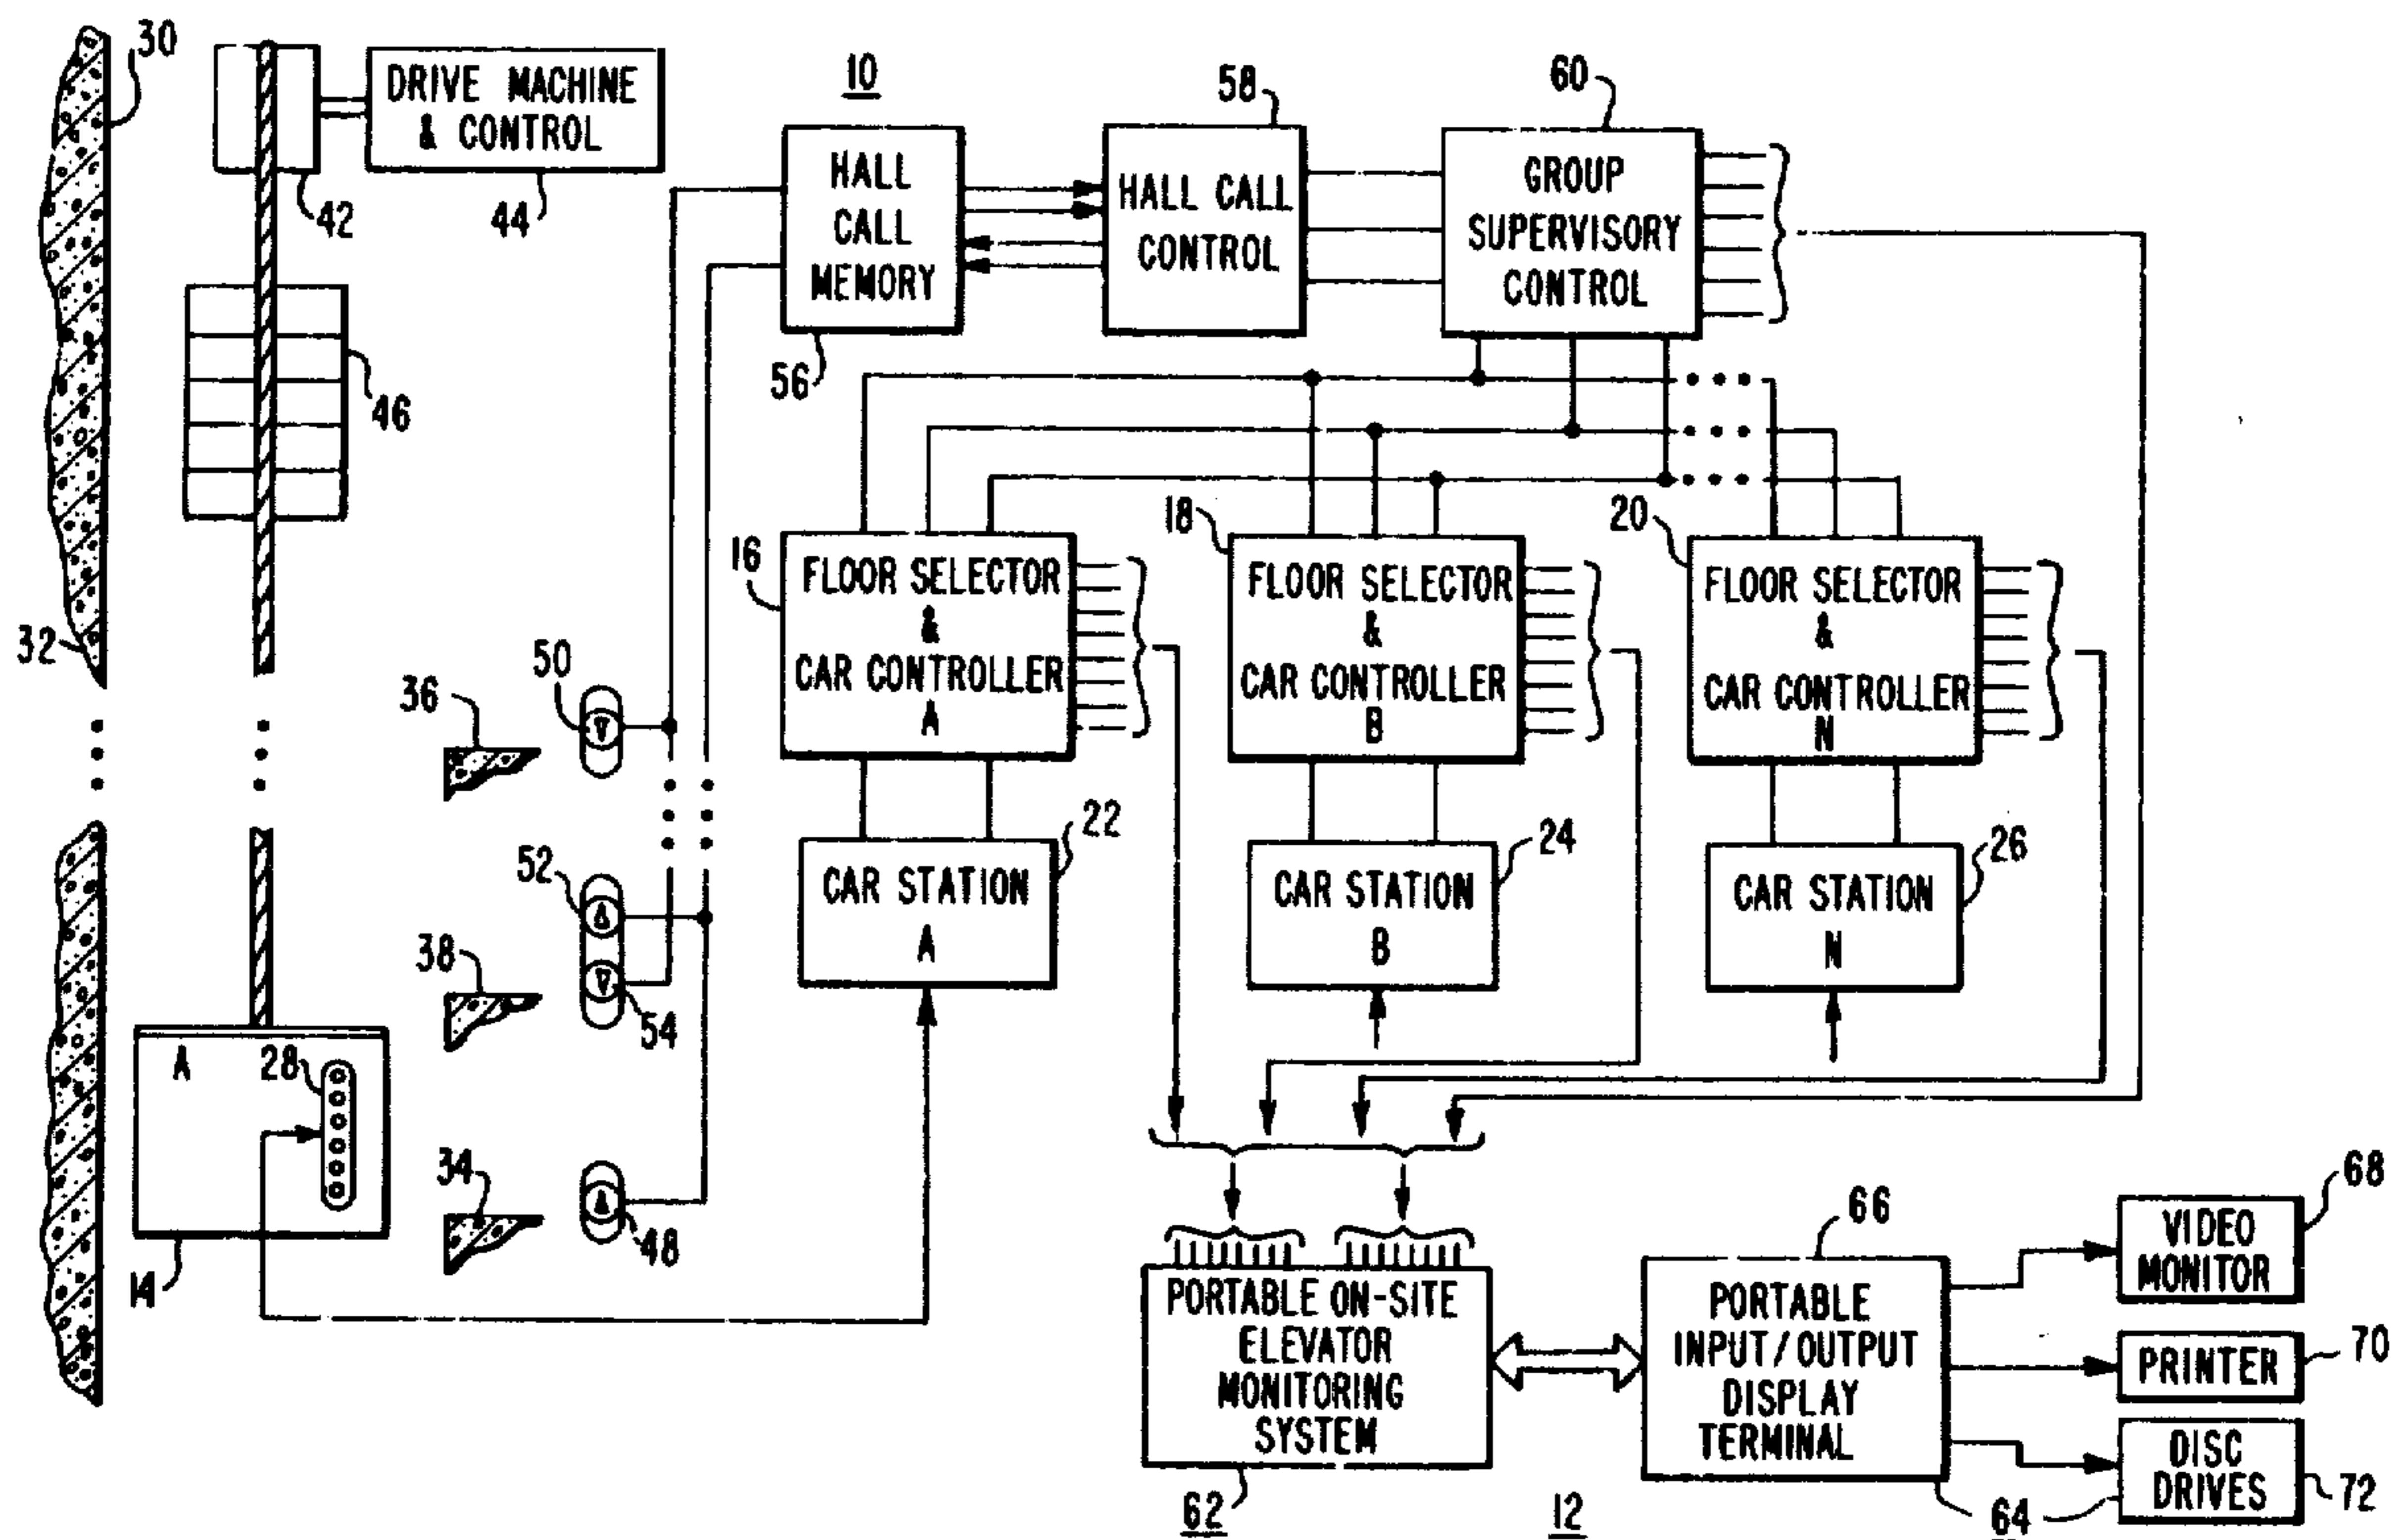 30
DRIVE MACHINE
& CONTROL
42
44
46
32
10
HALL
CALL
MEMORY
56
58
HALL CALL
CONTROL
60
GROUP
SUPERVISORY
CONTROL
16
FLOOR SELECTOR
&
CAR CONTROLLER
A
18
FLOOR SELECTOR
&
CAR CONTROLLER
B
20
FLOOR SELECTOR
&
CAR CONTROLLER
N
36
50
52
38
54
22
CAR STATION
A
24
CAR STATION
B
26
CAR STATION
N
A
28
14
34
48
PORTABLE ON-SITE
ELEVATOR
MONITORING
SYSTEM
62
66
PORTABLE
INPUT/OUTPUT
DISPLAY
TERMINAL
12
64
68
VIDEO
MONITOR
PRINTER
70
DISC
DRIVES
72